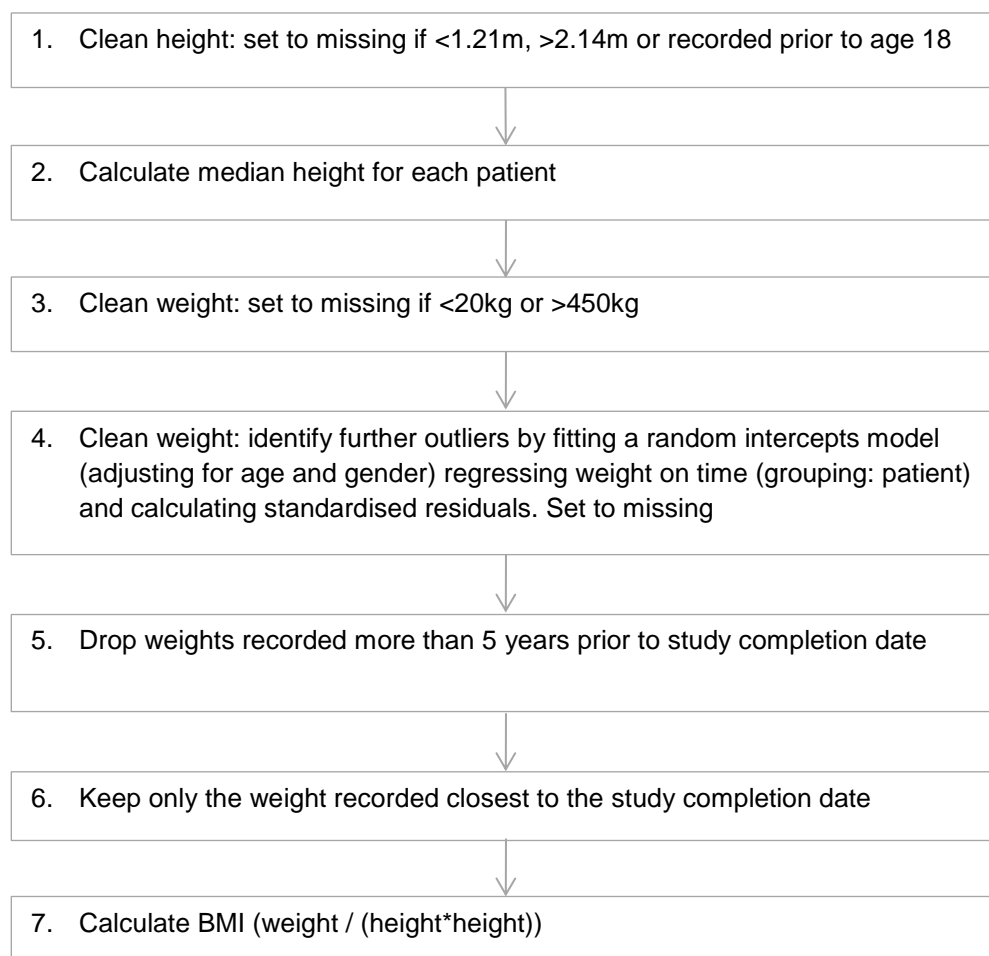 1. Clean height: set to missing if <1.21m, >2.14m or recorded prior to age 18
2. Calculate median height for each patient
3. Clean weight: set to missing if <20kg or >450kg
4. Clean weight: identify further outliers by fitting a random intercepts model
(adjusting for age and gender) regressing weight on time (grouping: patient)
and calculating standardised residuals. Set to missing
5. Drop weights recorded more than 5 years prior to study completion date
6. Keep only the weight recorded closest to the study completion date
7. Calculate BMI (weight / (height*height))